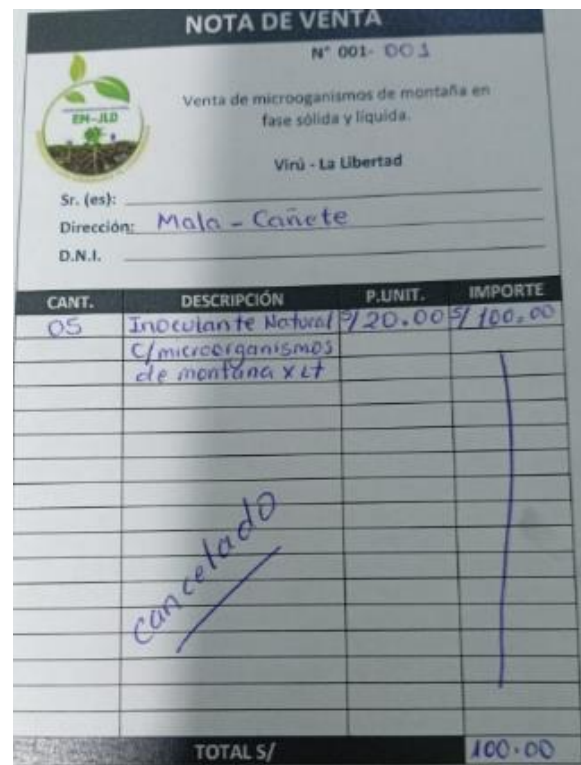 NOTA DE VENTA
N° 001- 001
EM-JLD
Venta de microoganismos de montaña en
fase sólida y líquida.
Virú - La Libertad
Sr. (es):
Dirección: Mala - Cañete
D.N.I.
CANT. DESCRIPCIÓN P.UNIT. IMPORTE
05 Inoculante Natural S/20.00 S/100.00
C/microorganismos
de montana x Lt
cancelado
TOTAL S/ 100.00